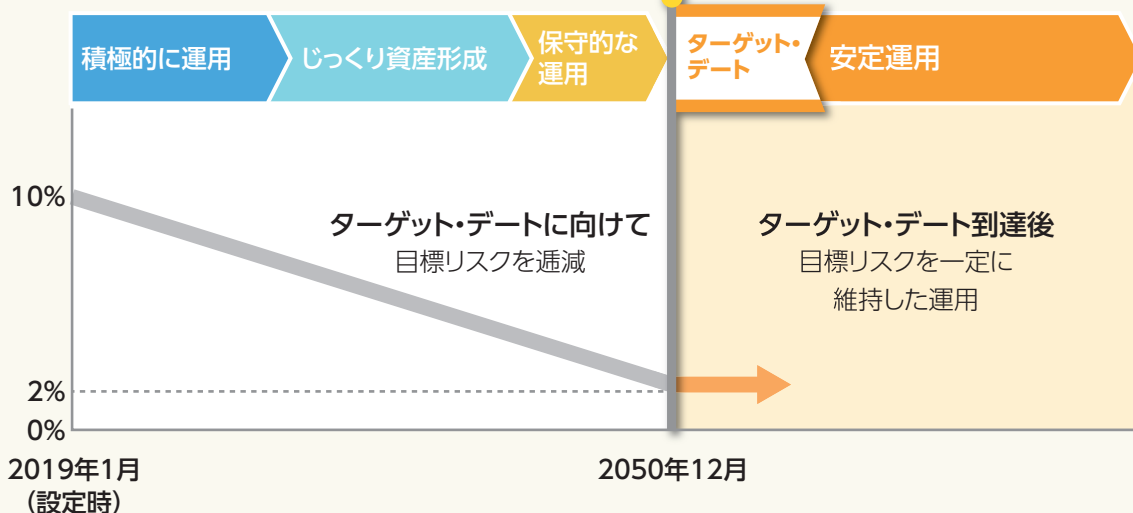 積極的に運用
じっくり資産形成
保守的な
運用
ターゲット・
デート
安定運用
10%
ターゲット・デートに向けて
目標リスクを逓減
ターゲット・デート到達後
目標リスクを一定に
維持した運用
2%
0%
2019年1月
(設定時)
2050年12月